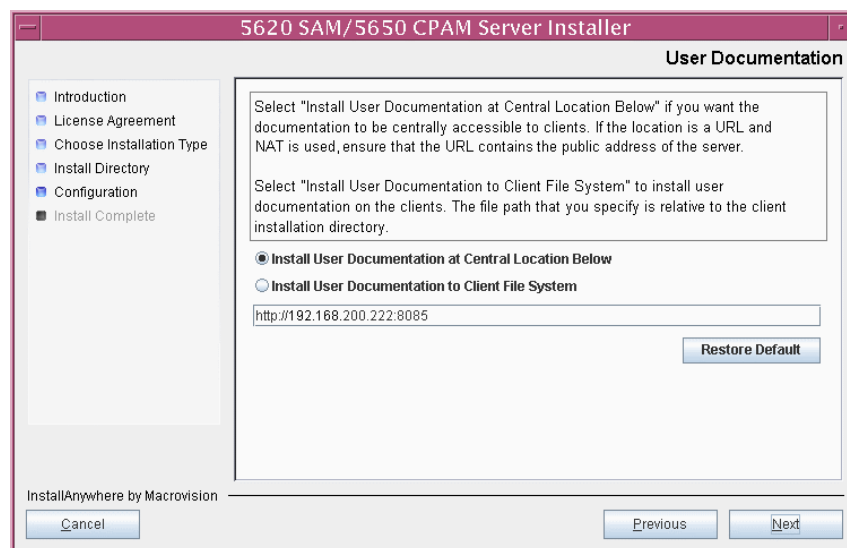 5620 SAM/5650 CPAM Server Installer
User Documentation
Introduction
License Agreement
Choose Installation Type
Install Directory
Configuration
Install Complete
Select "Install User Documentation at Central Location Below" if you want the
documentation to be centrally accessible to clients. If the location is a URL and
NAT is used, ensure that the URL contains the public address of the server.
Select "Install User Documentation to Client File System" to install user
documentation on the clients. The file path that you specify is relative to the client
installation directory.
Install User Documentation at Central Location Below
Install User Documentation to Client File System
http://192.168.200.222:8085
Restore Default
InstallAnywhere by Macrovision
Cancel
Previous
Next